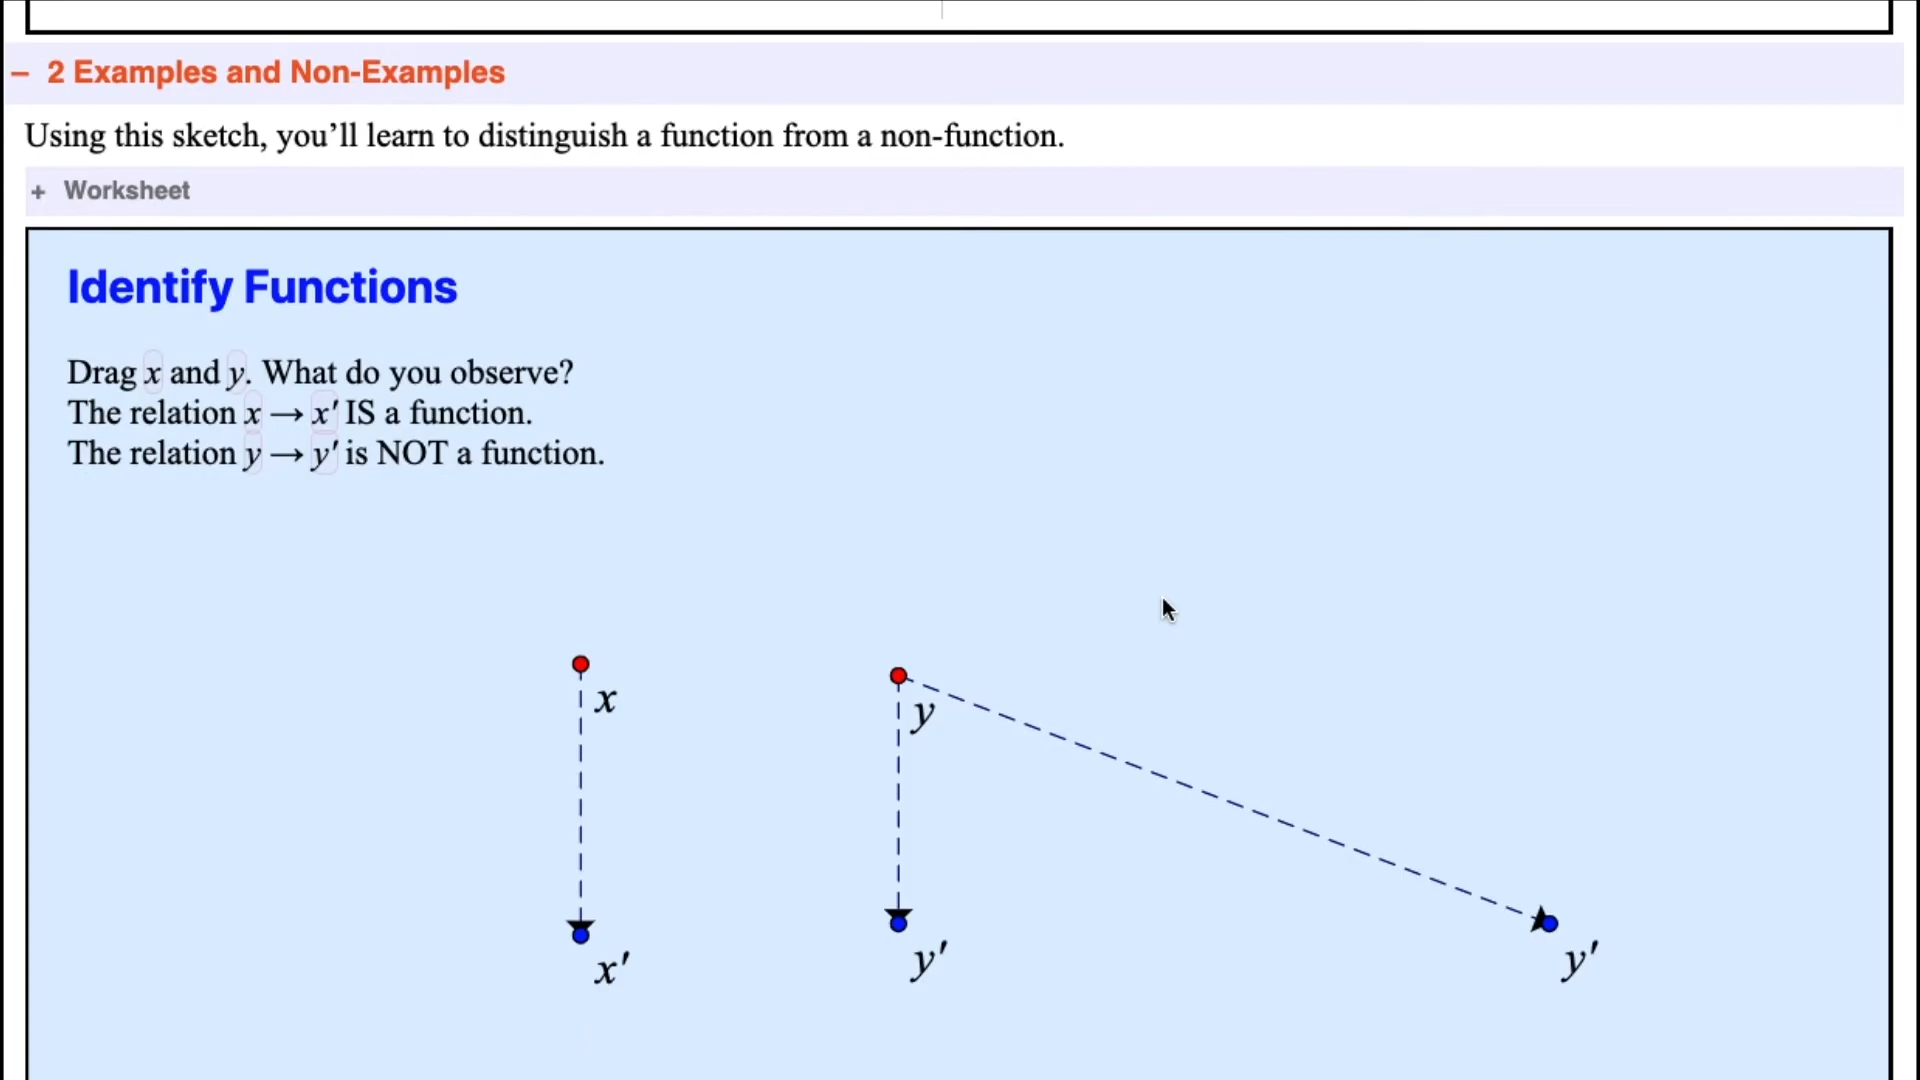 – 2 Examples and Non-Examples
Using this sketch, you’ll learn to distinguish a function from a non-function.
+ Worksheet
Identify Functions
Drag x and y. What do you observe?
The relation x → x′ IS a function.
The relation y → y′ is NOT a function.
x
y
x′
y′
y′